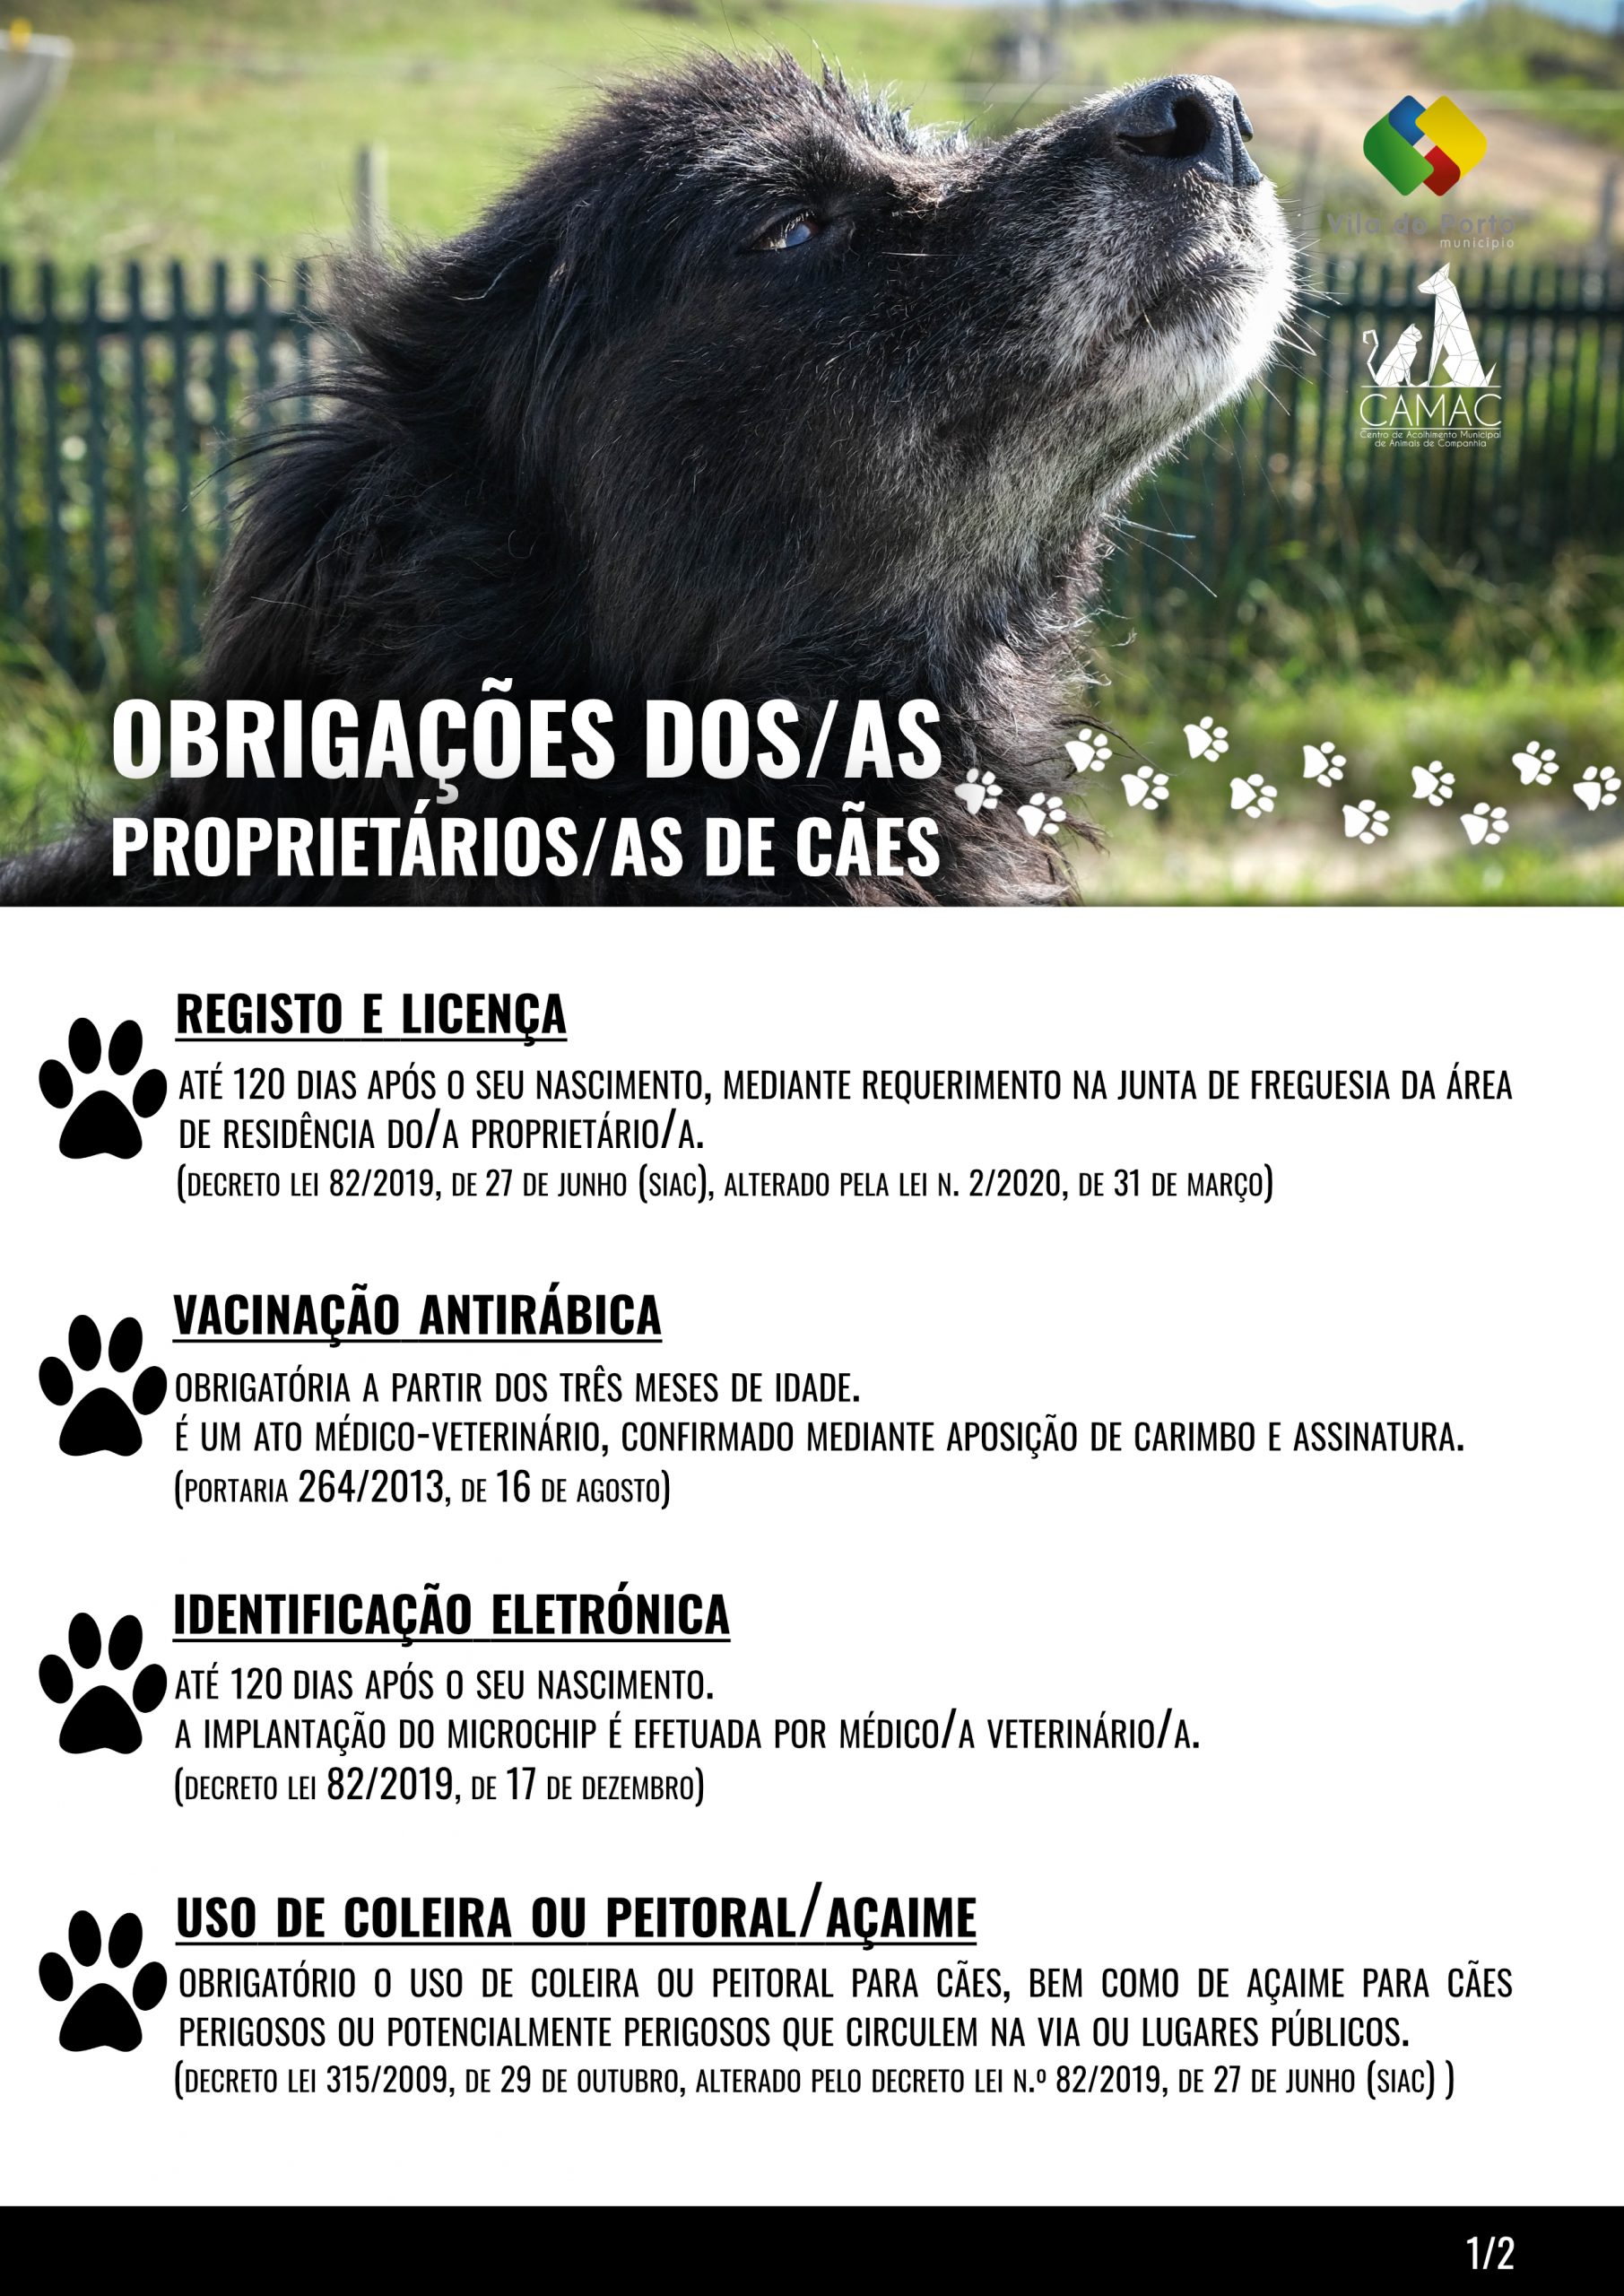 Vila do Porto
município
CAMAC
Centro de Acolhimento Municipal
de Animais de Companhia
OBRIGAÇÕES DOS/AS
PROPRIETÁRIOS/AS DE CÃES
REGISTO E LICENÇA
ATÉ 120 DIAS APÓS O SEU NASCIMENTO, MEDIANTE REQUERIMENTO NA JUNTA DE FREGUESIA DA ÁREA
DE RESIDÊNCIA DO/A PROPRIETÁRIO/A.
(DECRETO LEI 82/2019, DE 27 DE JUNHO (SIAC), ALTERADO PELA LEI N. 2/2020, DE 31 DE MARÇO)
VACINAÇÃO ANTIRÁBICA
OBRIGATÓRIA A PARTIR DOS TRÊS MESES DE IDADE.
É UM ATO MÉDICO-VETERINÁRIO, CONFIRMADO MEDIANTE APOSIÇÃO DE CARIMBO E ASSINATURA.
(PORTARIA 264/2013, DE 16 DE AGOSTO)
IDENTIFICAÇÃO ELETRÓNICA
ATÉ 120 DIAS APÓS O SEU NASCIMENTO.
A IMPLANTAÇÃO DO MICROCHIP É EFETUADA POR MÉDICO/A VETERINÁRIO/A.
(DECRETO LEI 82/2019, DE 17 DE DEZEMBRO)
USO DE COLEIRA OU PEITORAL/AÇAIME
OBRIGATÓRIO O USO DE COLEIRA OU PEITORAL PARA CÃES, BEM COMO DE AÇAIME PARA CÃES
PERIGOSOS OU POTENCIALMENTE PERIGOSOS QUE CIRCULEM NA VIA OU LUGARES PÚBLICOS.
(DECRETO LEI 315/2009, DE 29 DE OUTUBRO, ALTERADO PELO DECRETO LEI N.º 82/2019, DE 27 DE JUNHO (SIAC) )
1/2